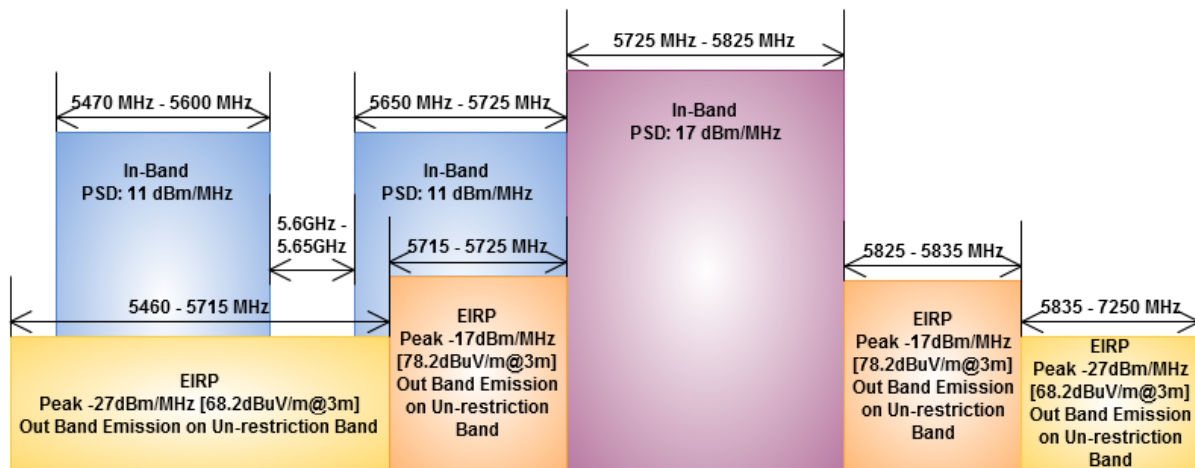 5725 MHz - 5825 MHz
5470 MHz - 5600 MHz
5650 MHz - 5725 MHz
In-Band
PSD: 17 dBm/MHz
In-Band
PSD: 11 dBm/MHz
In-Band
PSD: 11 dBm/MHz
5.6GHz -
5.65GHz
5715 - 5725 MHz
5825 - 5835 MHz
5460 - 5715 MHz
5835 - 7250 MHz
EIRP
Peak -27dBm/MHz [68.2dBuV/m@3m]
Out Band Emission on Un-restriction Band
EIRP
Peak -17dBm/MHz
[78.2dBuV/m@3m]
Out Band Emission
on Un-restriction
Band
EIRP
Peak -17dBm/MHz
[78.2dBuV/m@3m]
Out Band Emission
on Un-restriction
Band
EIRP
Peak -27dBm/MHz
[68.2dBuV/m@3m]
Out Band Emission
on Un-restriction
Band